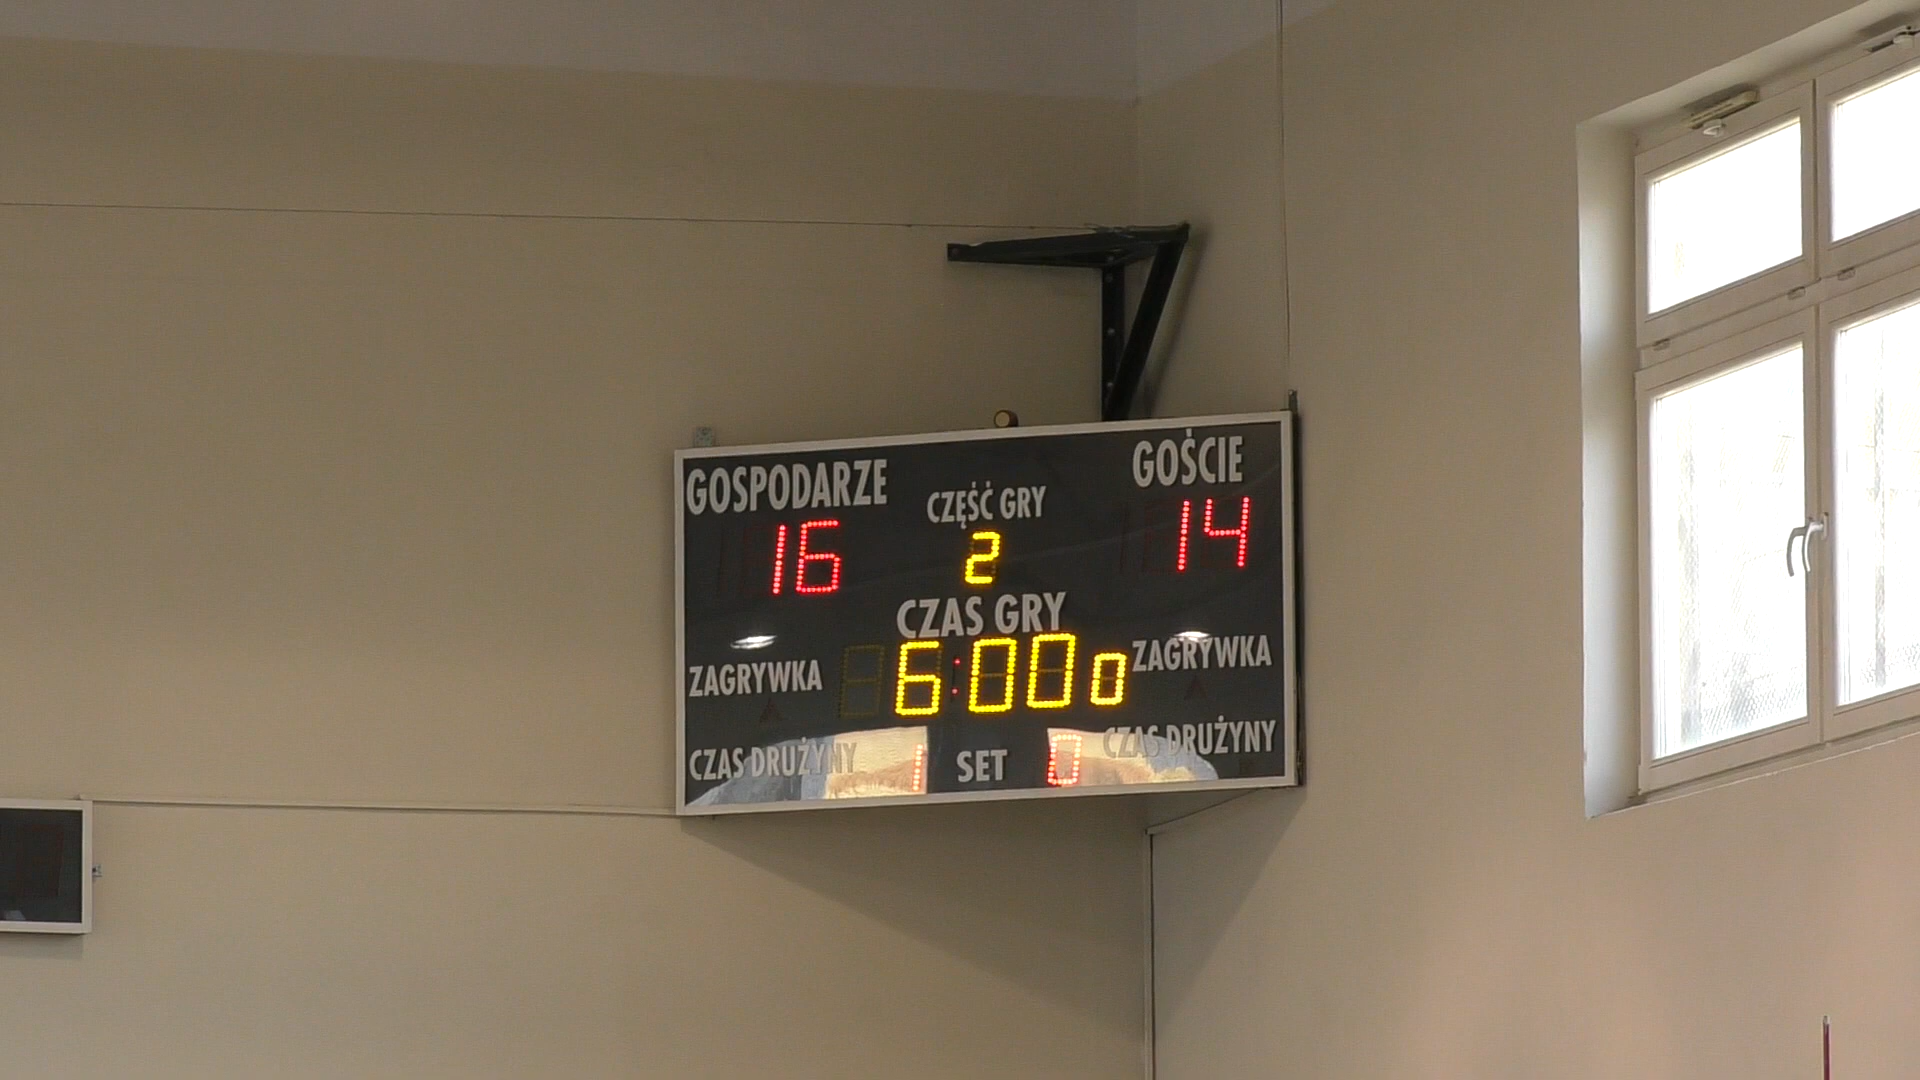 GOSPODARZE
CZĘŚĆ GRY
GOŚCIE
16
2
14
CZAS GRY
ZAGRYWKA
6:00 0
ZAGRYWKA
CZAS DRUŻYNY
1
SET
0
CZAS DRUŻYNY